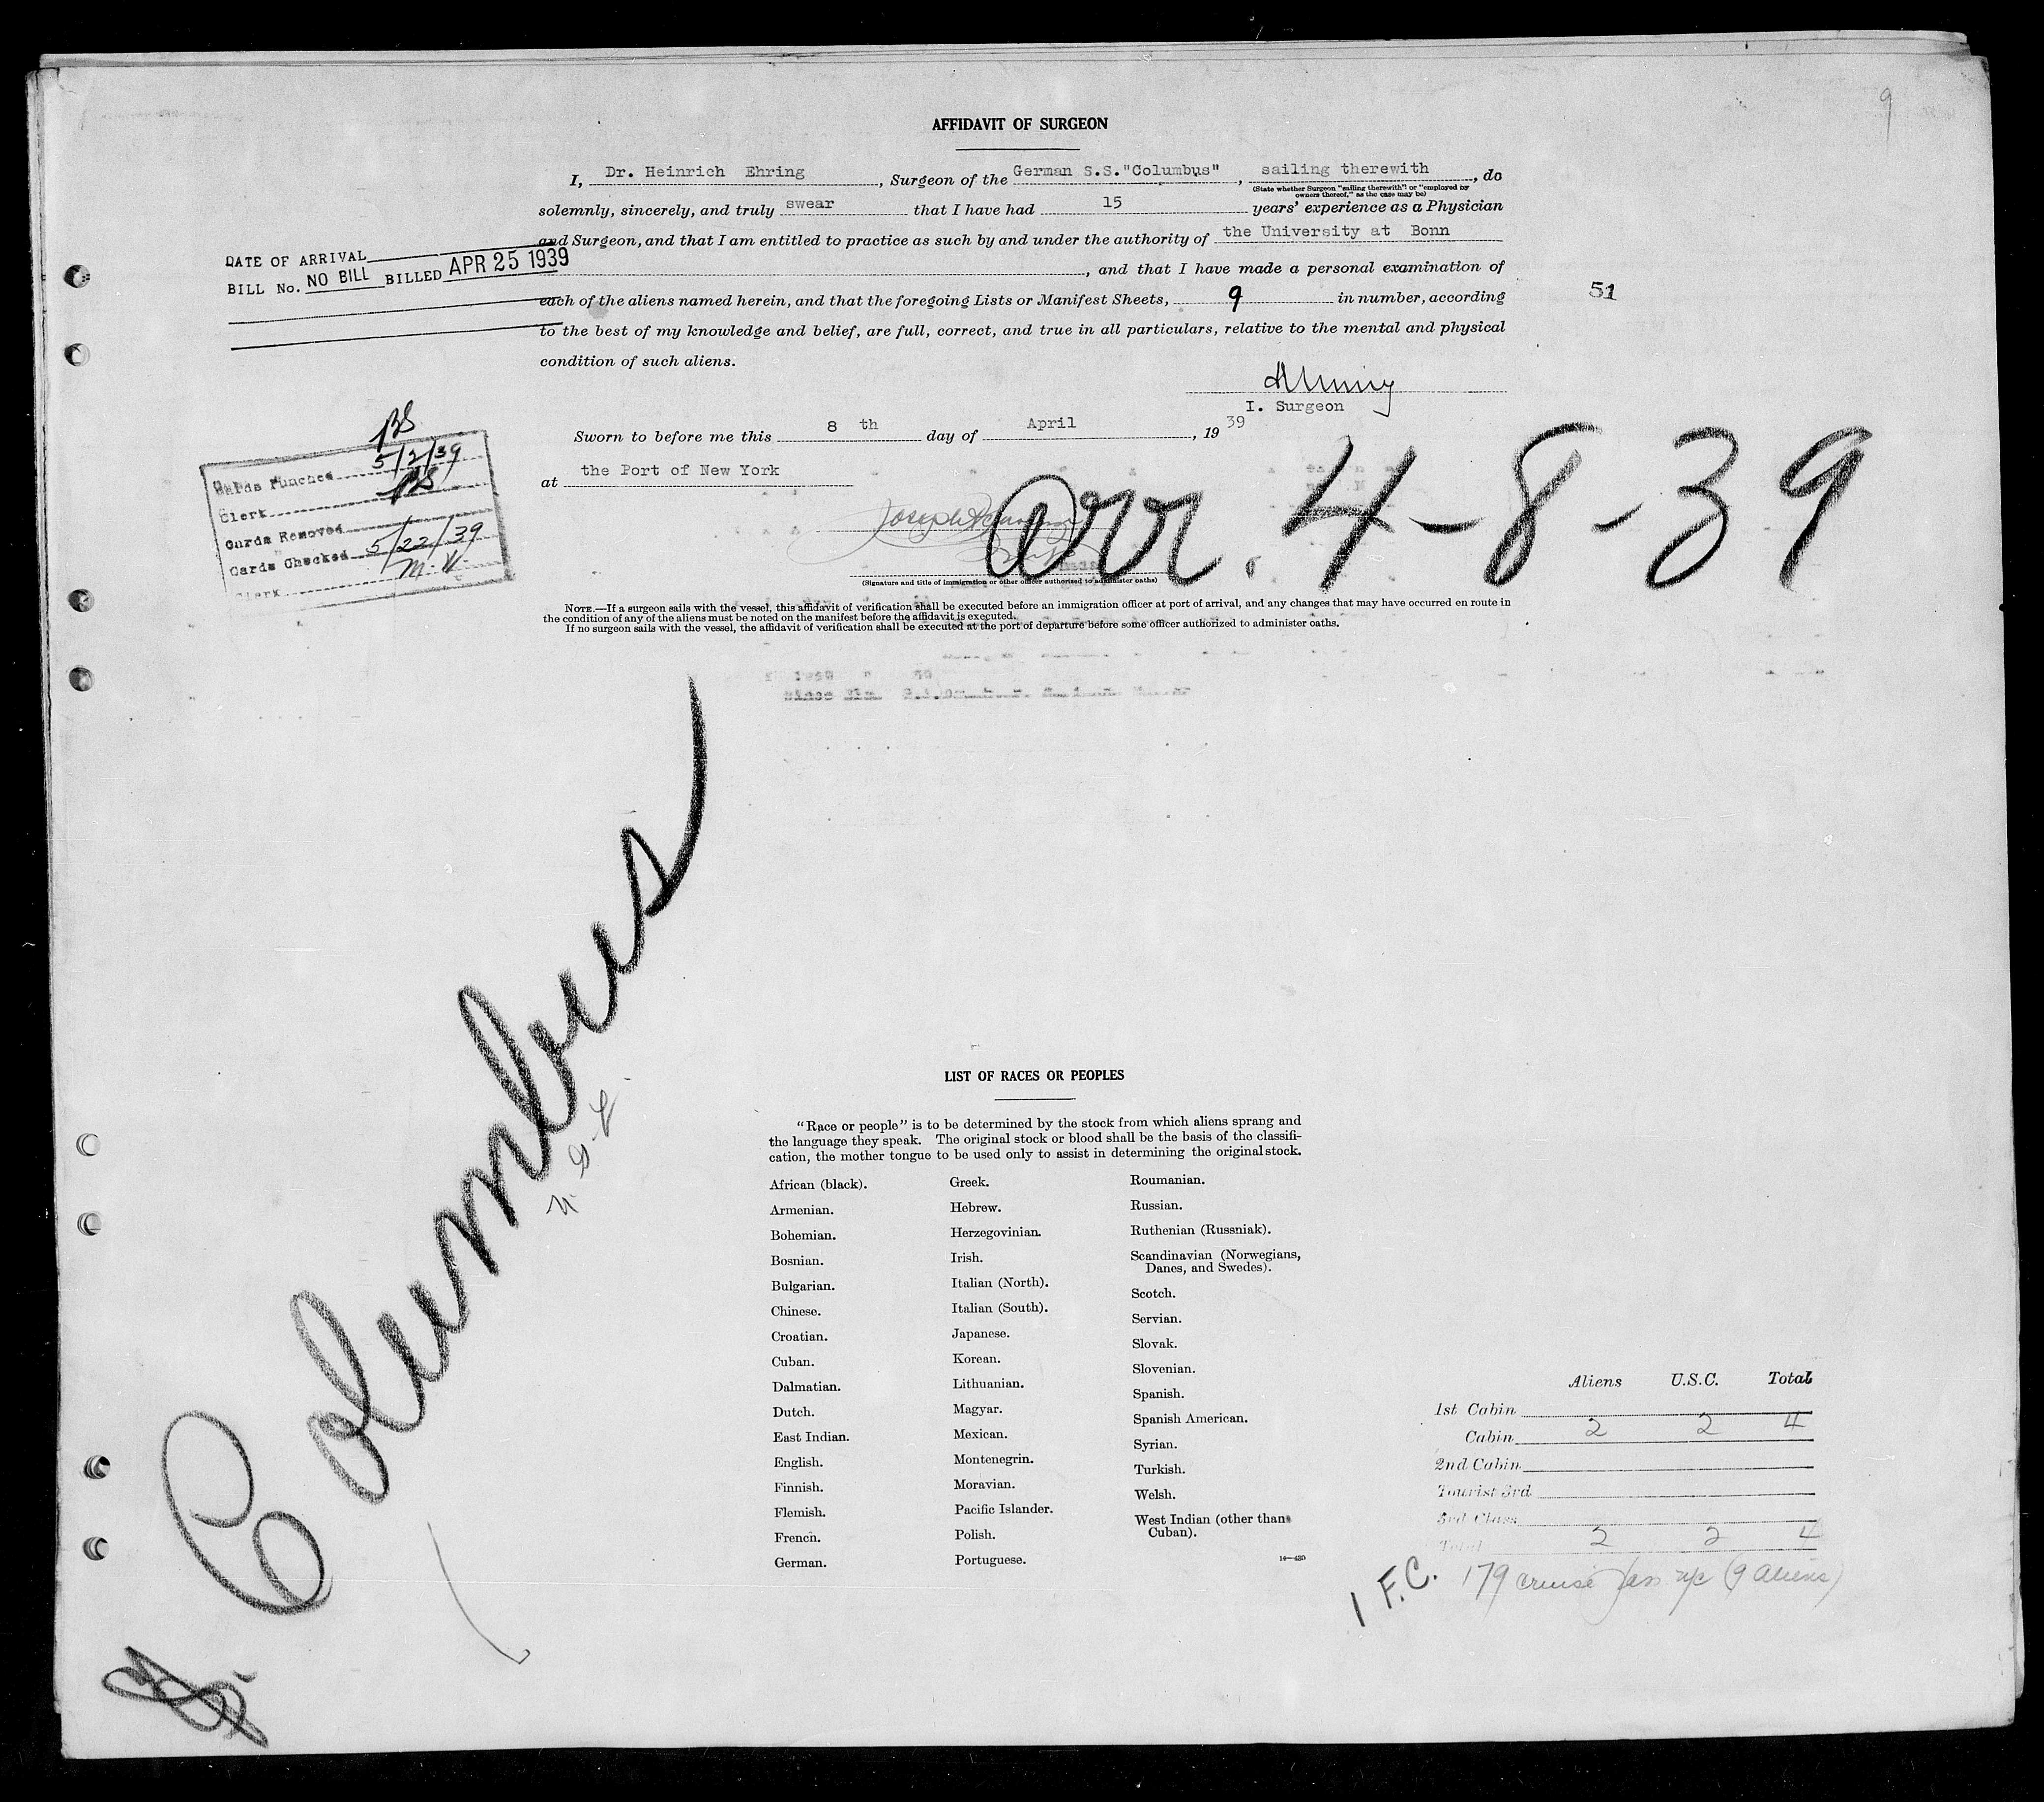 9
AFFIDAVIT OF SURGEON
I, Dr. Heinrich Ehring, Surgeon of the German S.S."Columbus", sailing therewith, do
(State whether Surgeon "sailing therewith" or "employed by
owners thereof," as the case may be)
solemnly, sincerely, and truly swear that I have had 15 years' experience as a Physician
and Surgeon, and that I am entitled to practice as such by and under the authority of the University at Bonn
, and that I have made a personal examination of
each of the aliens named herein, and that the foregoing Lists or Manifest Sheets, 9 in number, according
to the best of my knowledge and belief, are full, correct, and true in all particulars, relative to the mental and physical
condition of such aliens.
DATE OF ARRIVAL
BILL No. NO BILL BILLED APR 25 1939
51
I. Surgeon
Sworn to before me this 8 th day of April, 19 39
at the Port of New York
arr. 4-8-39
(Signature and title of immigration or other officer authorized to administer oaths)
Cards Punched 5/2/39
Clerk
Cards Removed
Cards Checked 5/22/39
Clerk M.V.
NOTE.—If a surgeon sails with the vessel, this affidavit of verification shall be executed before an immigration officer at port of arrival, and any changes that may have occurred en route in
the condition of any of the aliens must be noted on the manifest before the affidavit is executed.
If no surgeon sails with the vessel, the affidavit of verification shall be executed at the port of departure before some officer authorized to administer oaths.
Columbus
LIST OF RACES OR PEOPLES
"Race or people" is to be determined by the stock from which aliens sprang and
the language they speak. The original stock or blood shall be the basis of the classifi-
cation, the mother tongue to be used only to assist in determining the original stock.
African (black).
Armenian.
Bohemian.
Bosnian.
Bulgarian.
Chinese.
Croatian.
Cuban.
Dalmatian.
Dutch.
East Indian.
English.
Finnish.
Flemish.
French.
German.
Greek.
Hebrew.
Herzegovinian.
Irish.
Italian (North).
Italian (South).
Japanese.
Korean.
Lithuanian.
Magyar.
Mexican.
Montenegrin.
Moravian.
Pacific Islander.
Polish.
Portuguese.
Roumanian.
Russian.
Ruthenian (Russniak).
Scandinavian (Norwegians,
Danes, and Swedes).
Scotch.
Servian.
Slovak.
Slovenian.
Spanish.
Spanish American.
Syrian.
Turkish.
Welsh.
West Indian (other than
Cuban).
14—430
Aliens U.S.C. Total
1st Cabin
Cabin 2 2 4
2nd Cabin
Tourist 3rd
3rd Class
Total 2 2 4
1 F.C. 179 cruise (9 aliens)